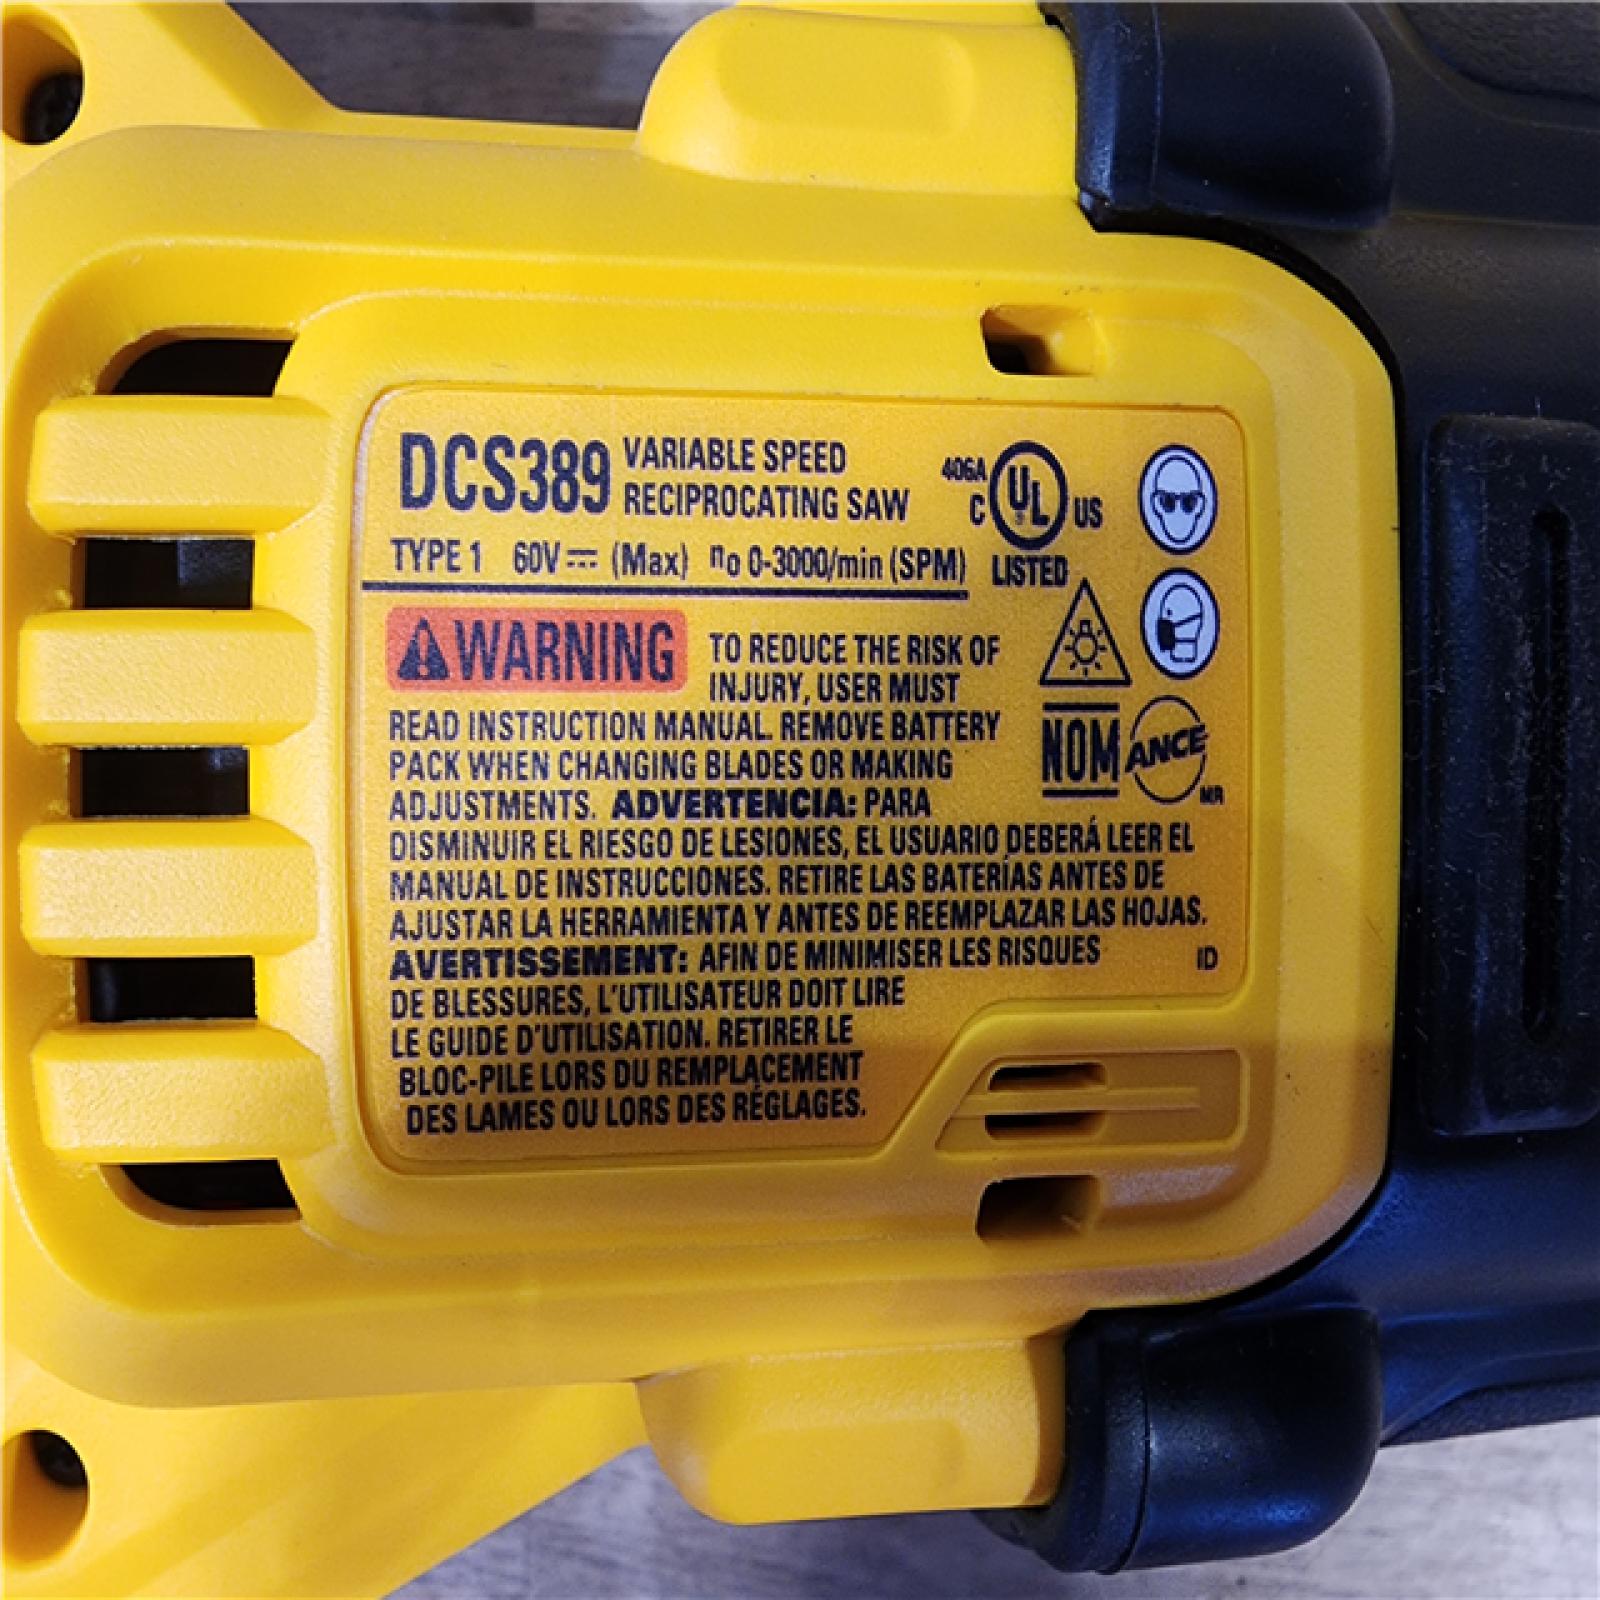 DCS389 VARIABLE SPEED
RECIPROCATING SAW
TYPE 1 60V⎓ (Max) no 0-3000/min (SPM)
406A
C UL US
LISTED
WARNING TO REDUCE THE RISK OF
INJURY, USER MUST
READ INSTRUCTION MANUAL. REMOVE BATTERY
PACK WHEN CHANGING BLADES OR MAKING
ADJUSTMENTS. ADVERTENCIA: PARA
DISMINUIR EL RIESGO DE LESIONES, EL USUARIO DEBERÁ LEER EL
MANUAL DE INSTRUCCIONES. RETIRE LAS BATERÍAS ANTES DE
AJUSTAR LA HERRAMIENTA Y ANTES DE REEMPLAZAR LAS HOJAS.
AVERTISSEMENT: AFIN DE MINIMISER LES RISQUES
DE BLESSURES, L'UTILISATEUR DOIT LIRE
LE GUIDE D'UTILISATION. RETIRER LE
BLOC-PILE LORS DU REMPLACEMENT
DES LAMES OU LORS DES RÉGLAGES.
NOM ANCE
MR
ID